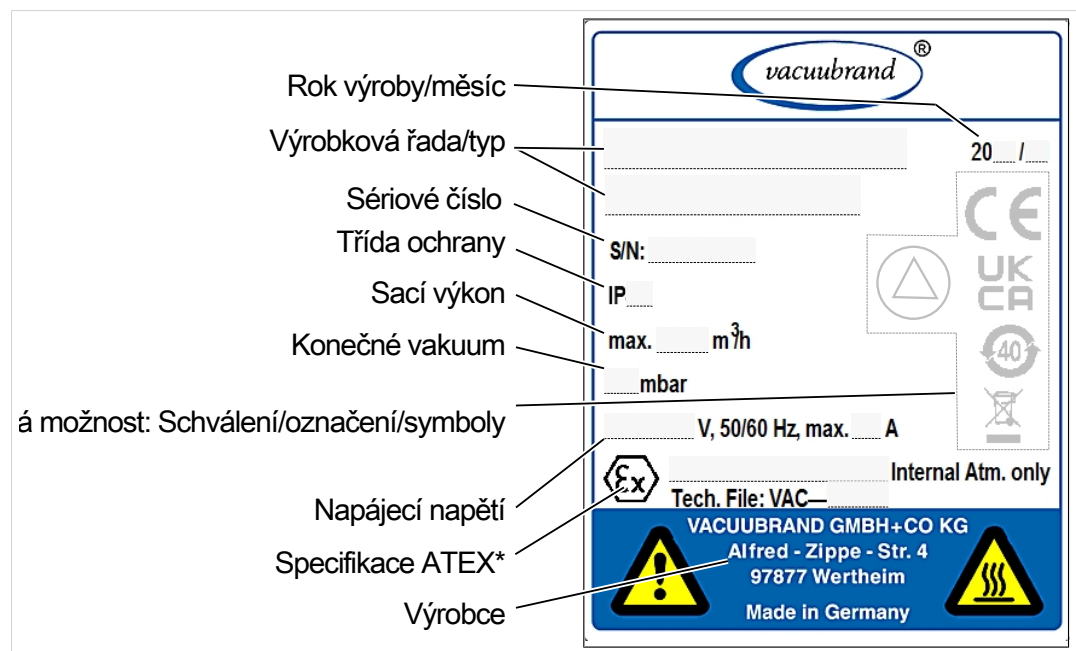 vacuubrand ®
Rok výroby/měsíc
Výrobková řada/typ
20 /
Sériové číslo
S/N:
Třída ochrany
IP
Sací výkon
max. m³/h
Konečné vakuum
mbar
á možnost: Schválení/označení/symboly
V, 50/60 Hz, max. A
CE
UK
CA
40
Napájecí napětí
Ex
Internal Atm. only
Tech. File: VAC—
Specifikace ATEX*
Výrobce
VACUUBRAND GMBH+CO KG
Alfred - Zippe - Str. 4
97877 Wertheim
Made in Germany